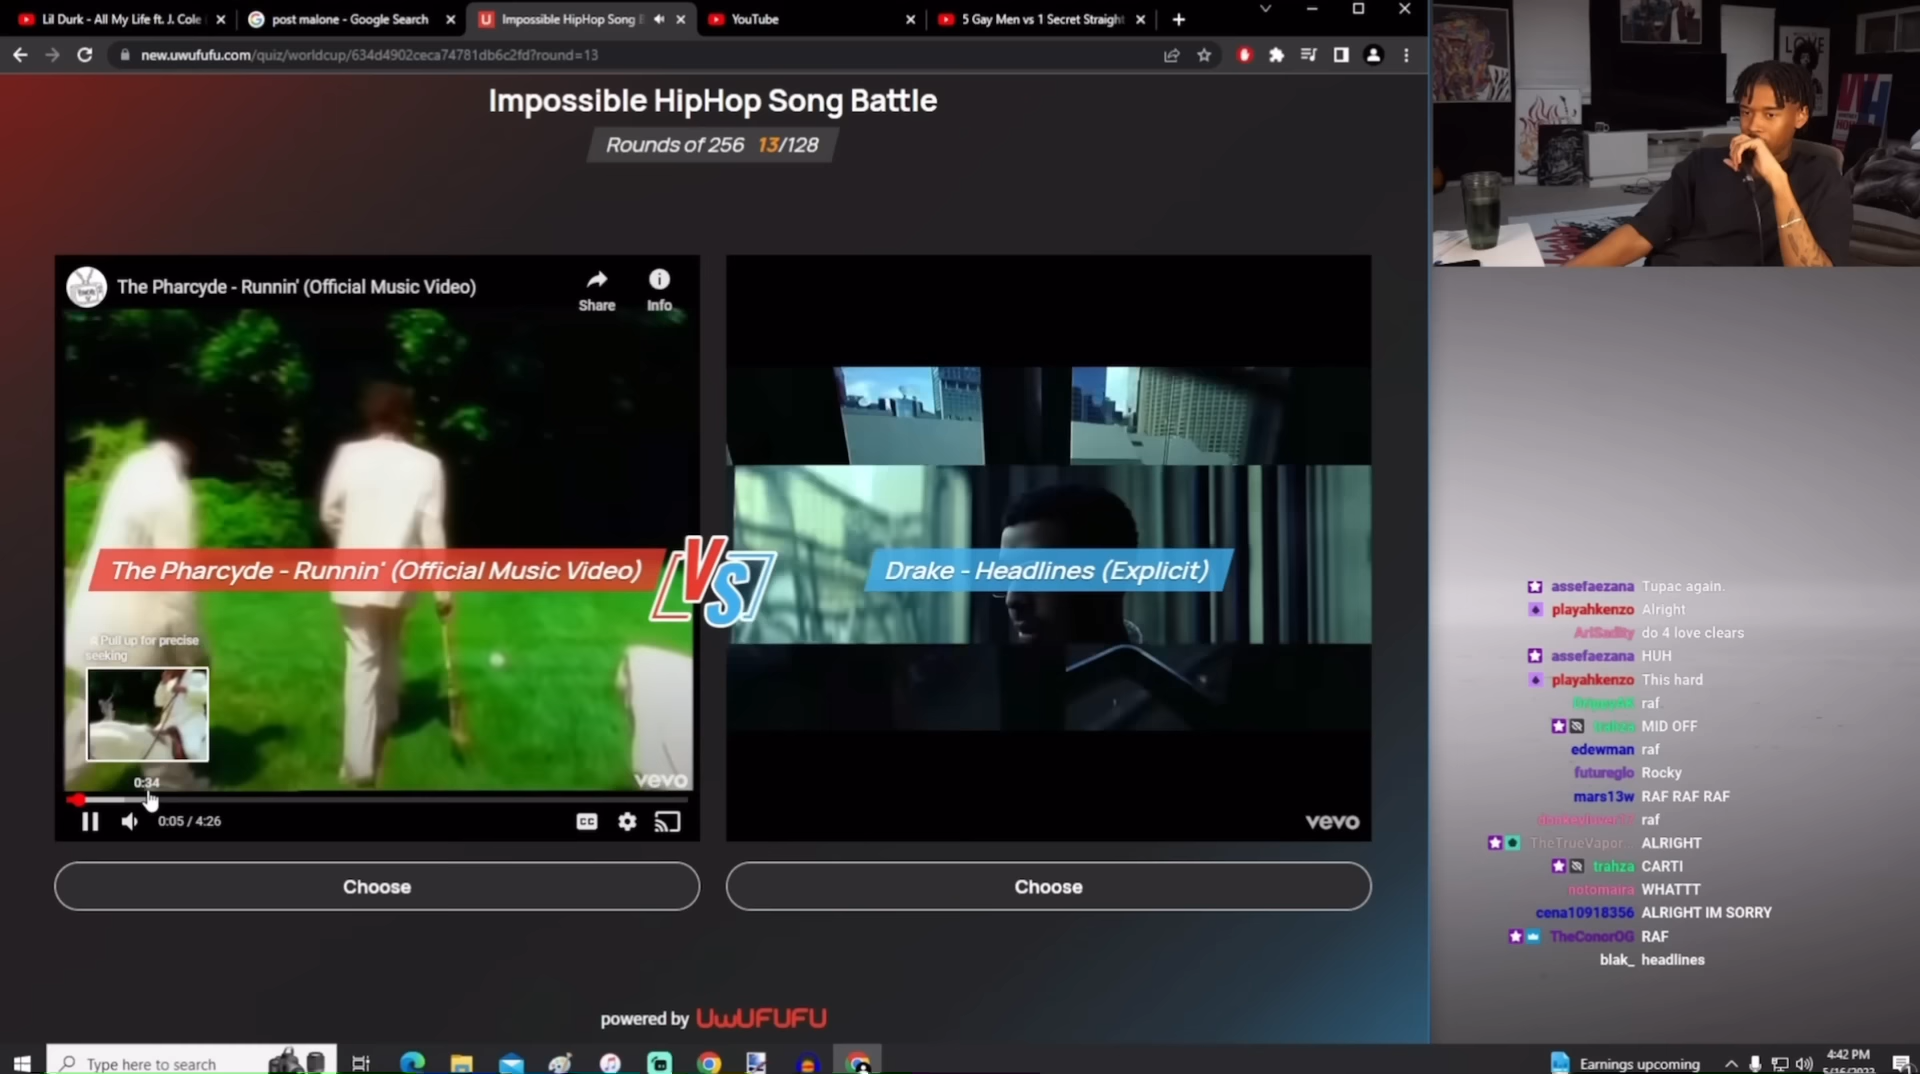 Lil Durk - All My Life ft. J. Cole
post malone - Google Search
Impossible HipHop Song
YouTube
5 Gay Men vs 1 Secret Straight
new.uwufufu.com/quiz/worldcup/634d4902ceca74781db6c2fd?round=13
Impossible HipHop Song Battle
Rounds of 256 13/128
The Pharcyde - Runnin' (Official Music Video)
Share
Info
LOVE
The Pharcyde - Runnin' (Official Music Video)
VS
Drake - Headlines (Explicit)
Pull up for precise
seeking
0:34
vevo
0:05 / 4:26
CC
vevo
Choose
Choose
powered by UwUFUFU
assefaezana Tupac again.
playahkenzo Alright
AriSadity do 4 love clears
assefaezana HUH
playahkenzo This hard
raf
trahza MID OFF
edewman raf
futureglo Rocky
mars13w RAF RAF RAF
raf
TheTrueVapor... ALRIGHT
trahza CARTI
notomaira WHATTT
cena10918356 ALRIGHT IM SORRY
TheConorOG RAF
blak_ headlines
Type here to search
Earnings upcoming
4:42 PM